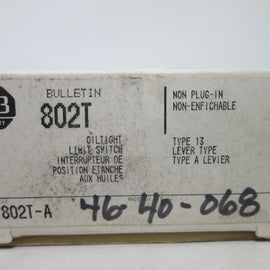 BULLETIN
802T
NON PLUG-IN
NON-ENFICHABLE
OILTIGHT
LIMIT SWITCH
INTERRUPTEUR DE
POSITION ETANCHE
AUX HUILES
TYPE 13
LEVER TYPE
TYPE A LEVIER
802T-A
46-40-068